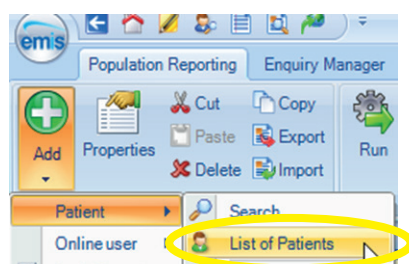 emis
Population Reporting Enquiry Manager
Add Properties Cut Copy Run
Paste Export
Delete Import
Patient Search
Online user List of Patients